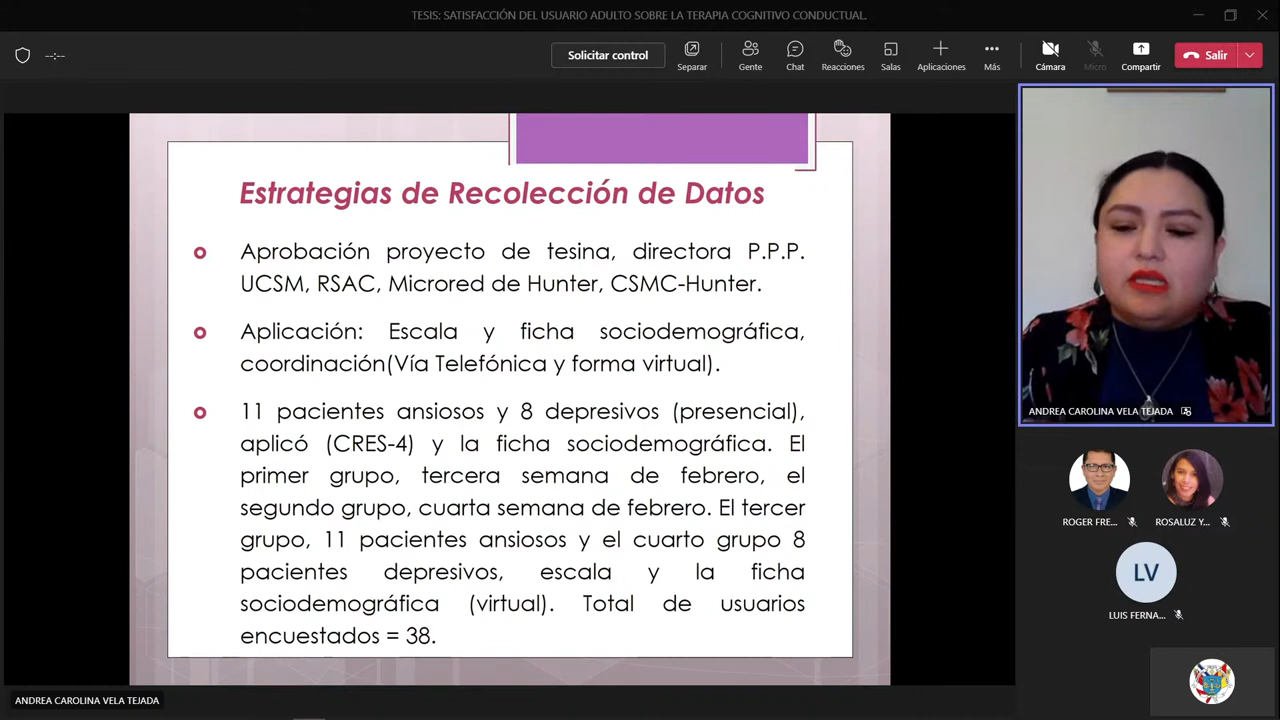 TESIS: SATISFACCIÓN DEL USUARIO ADULTO SOBRE LA TERAPIA COGNITIVO CONDUCTUAL.
--:--
Solicitar control
Separar
Gente
Chat
Reacciones
Salas
Aplicaciones
Más
Cámara
Micro
Compartir
Salir
Estrategias de Recolección de Datos
Aprobación proyecto de tesina, directora P.P.P.
UCSM, RSAC, Microred de Hunter, CSMC-Hunter.
Aplicación: Escala y ficha sociodemográfica,
coordinación(Vía Telefónica y forma virtual).
11 pacientes ansiosos y 8 depresivos (presencial),
aplicó (CRES-4) y la ficha sociodemográfica. El
primer grupo, tercera semana de febrero, el
segundo grupo, cuarta semana de febrero. El tercer
grupo, 11 pacientes ansiosos y el cuarto grupo 8
pacientes depresivos, escala y la ficha
sociodemográfica (virtual). Total de usuarios
encuestados = 38.
ANDREA CAROLINA VELA TEJADA
ROGER FRE...
ROSALUZ Y...
LV
LUIS FERNA...
ANDREA CAROLINA VELA TEJADA